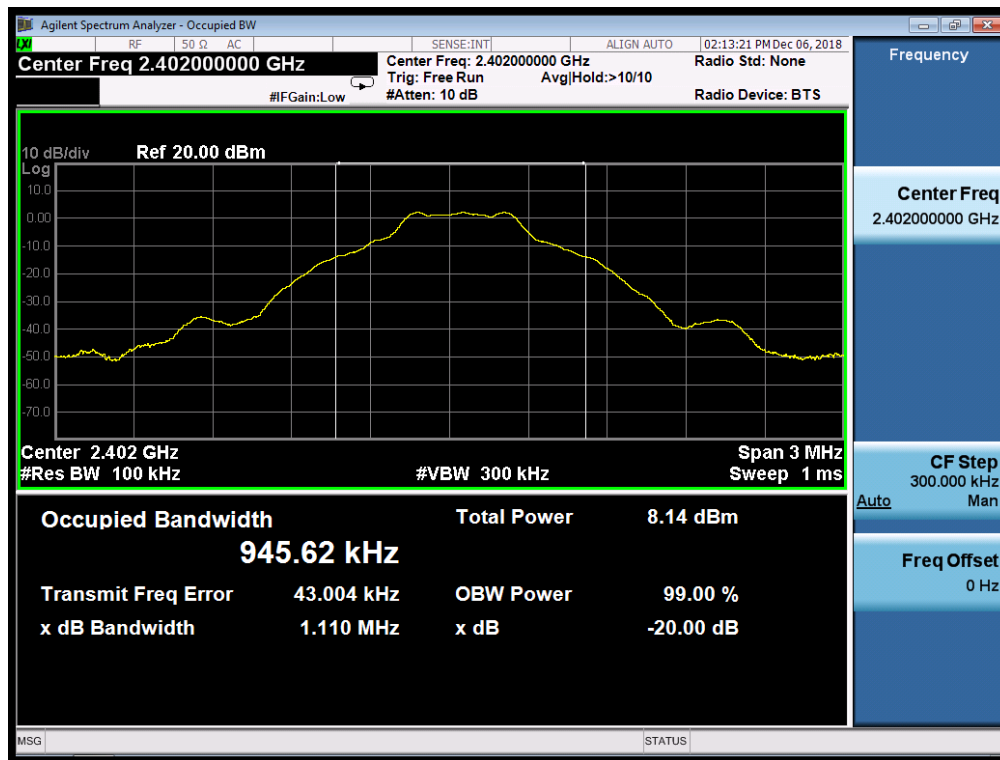 Agilent Spectrum Analyzer - Occupied BW
LXI RF 50 Ω AC SENSE:INT ALIGN AUTO 02:13:21 PM Dec 06, 2018
Center Freq 2.402000000 GHz
Center Freq: 2.402000000 GHz
Radio Std: None
Trig: Free Run Avg|Hold:>10/10
#IFGain:Low
#Atten: 10 dB
Radio Device: BTS
10 dB/div Ref 20.00 dBm
Log
10.0
0.00
-10.0
-20.0
-30.0
-40.0
-50.0
-60.0
-70.0
Center 2.402 GHz Span 3 MHz
#Res BW 100 kHz #VBW 300 kHz Sweep 1 ms
Occupied Bandwidth Total Power 8.14 dBm
945.62 kHz
Transmit Freq Error 43.004 kHz OBW Power 99.00 %
x dB Bandwidth 1.110 MHz x dB -20.00 dB
MSG STATUS
Frequency
Center Freq
2.402000000 GHz
CF Step
300.000 kHz
Auto Man
Freq Offset
0 Hz